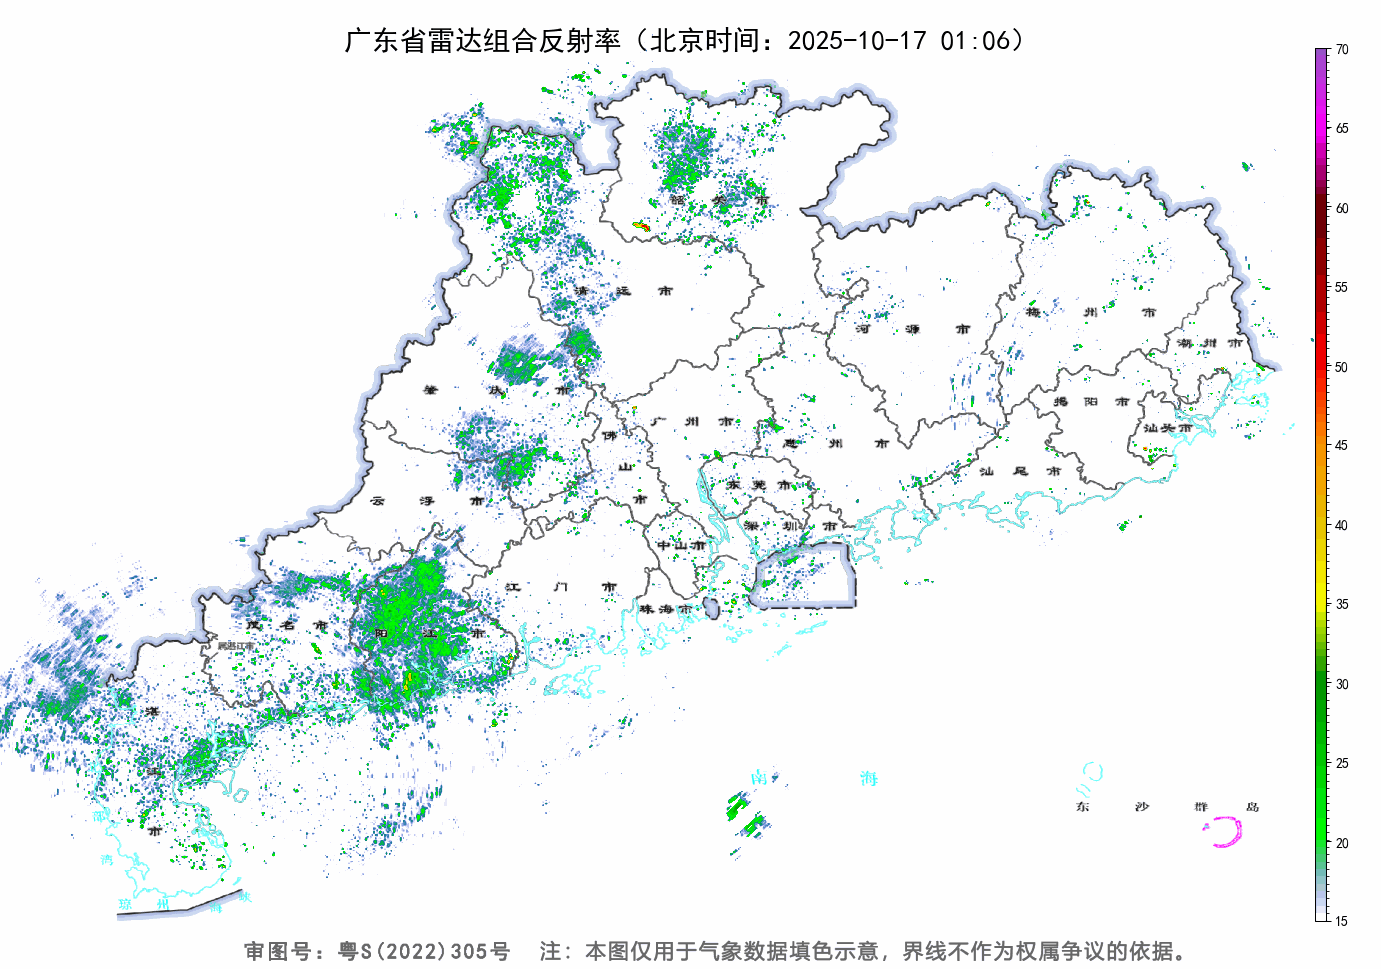 广东省雷达组合反射率（北京时间：2025-10-17 01:06）
70
65
60
55
50
45
40
35
30
25
20
15
韶关市
清远市
河源市
梅州市
潮州市
肇庆市
揭阳市
广州市
佛山市
惠州市
汕头市
汕尾市
东莞市
云浮市
深圳市
中山市
江门市
珠海市
茂名市
阳江市
属湛江市
湛江市
南海
东沙群岛
湾
琼州海峡
审图号：粤S(2022)305号 注：本图仅用于气象数据填色示意，界线不作为权属争议的依据。